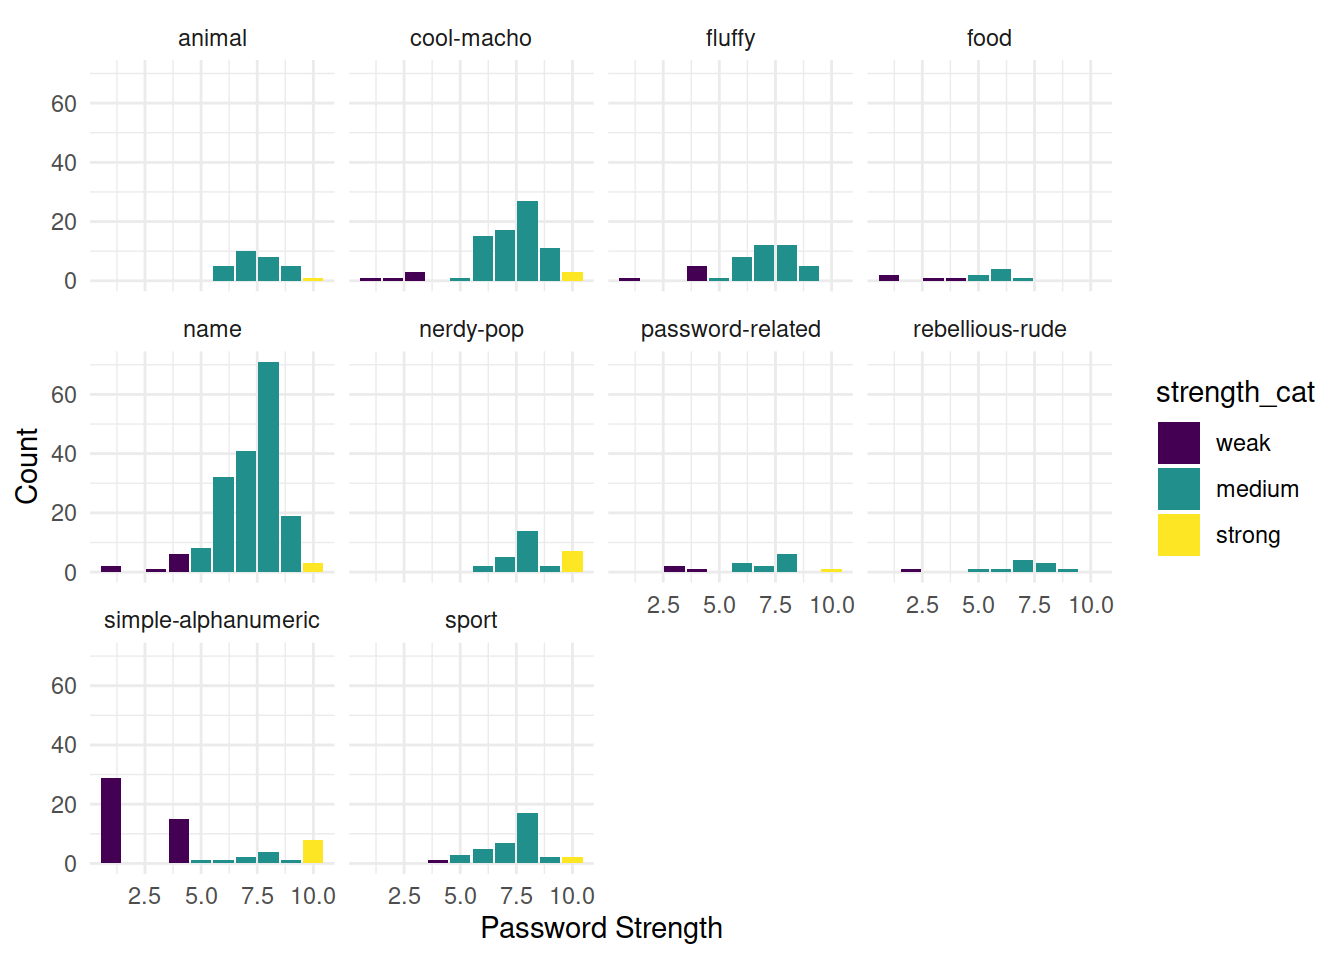 animal cool-macho fluffy food
60
40
20
0
name nerdy-pop password-related rebellious-rude
60
40
20
0
2.5 5.0 7.5 10.0 2.5 5.0 7.5 10.0
simple-alphanumeric sport
60
40
20
0
2.5 5.0 7.5 10.0 2.5 5.0 7.5 10.0
Password Strength
Count
strength_cat
weak
medium
strong